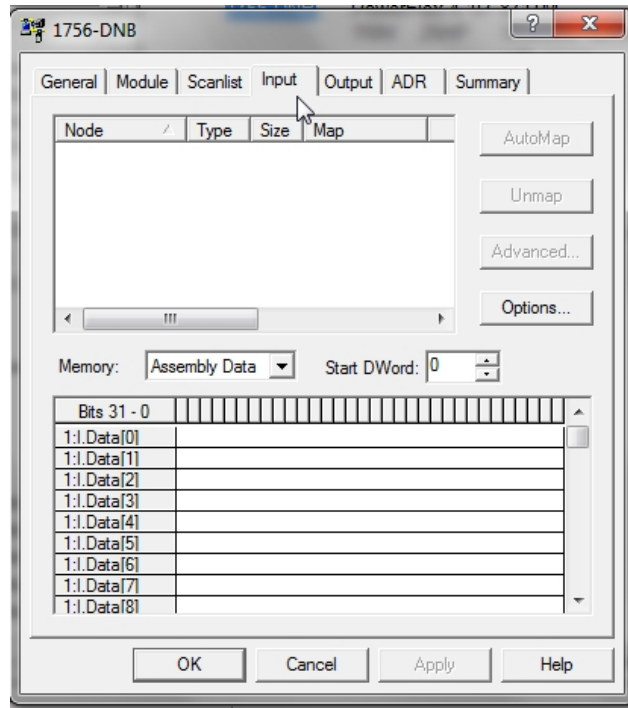 1756-DNB
General Module Scanlist Input Output ADR Summary
Node Type Size Map
AutoMap
Unmap
Advanced...
Options...
Memory: Assembly Data Start DWord: 0
Bits 31 - 0
1:I.Data[0]
1:I.Data[1]
1:I.Data[2]
1:I.Data[3]
1:I.Data[4]
1:I.Data[5]
1:I.Data[6]
1:I.Data[7]
1:I.Data[8]
OK Cancel Apply Help